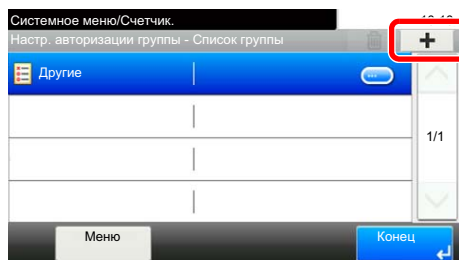 Системное меню/Счетчик.
Настр. авторизации группы - Список группы
+
Другие
1/1
Меню
Конец